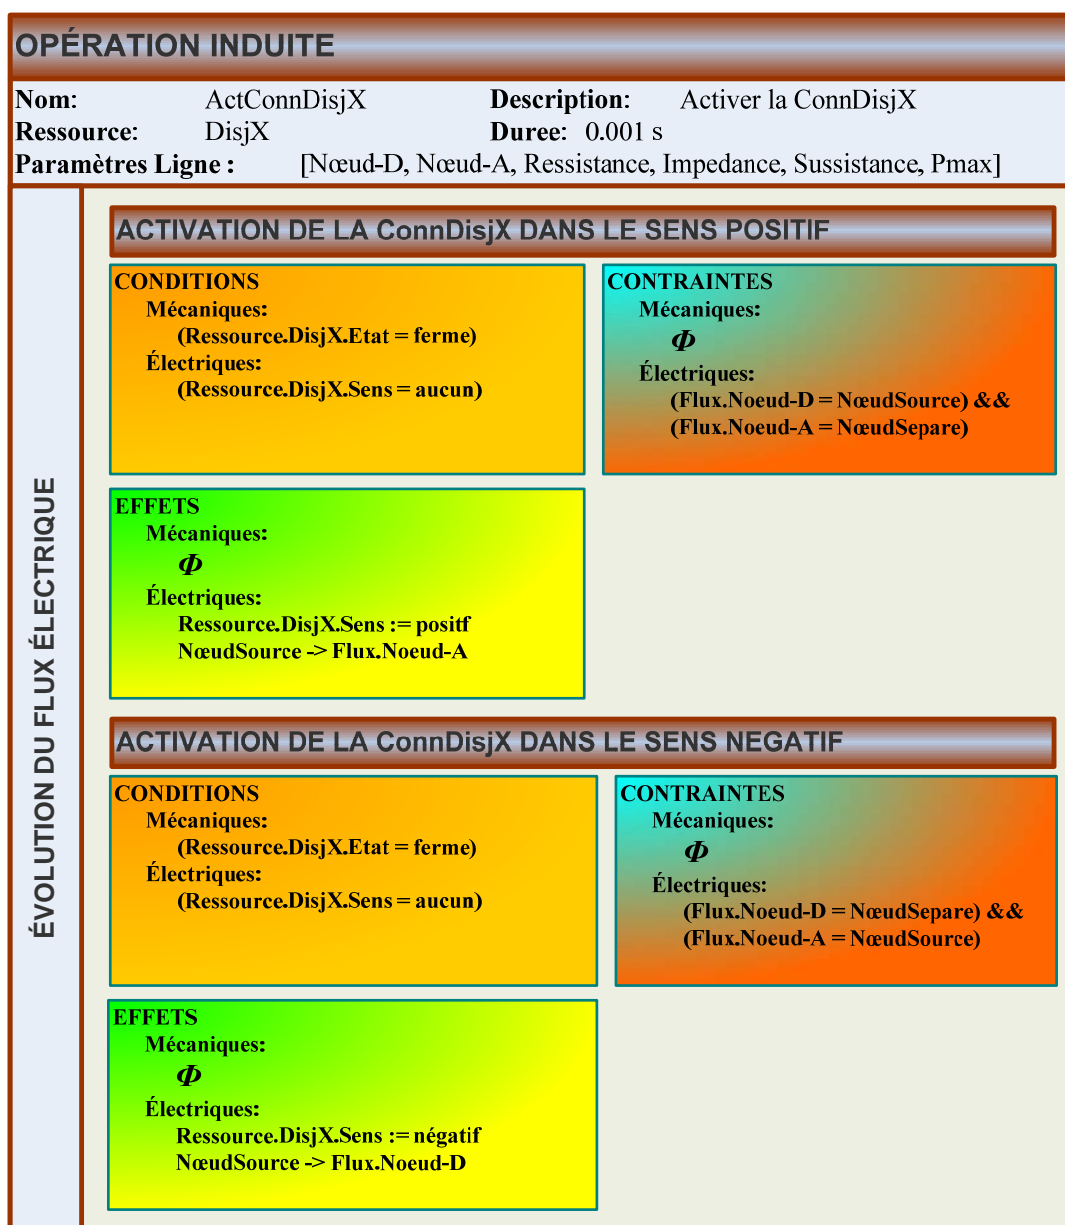 OPÉRATION INDUITE
Nom: ActConnDisjX Description: Activer la ConnDisjX
Ressource: DisjX Duree: 0.001 s
Paramètres Ligne : [Nœud-D, Nœud-A, Ressistance, Impedance, Sussistance, Pmax]
ÉVOLUTION DU FLUX ÉLECTRIQUE
ACTIVATION DE LA ConnDisjX DANS LE SENS POSITIF
CONDITIONS
Mécaniques:
(Ressource.DisjX.Etat = ferme)
Électriques:
(Ressource.DisjX.Sens = aucun)
CONTRAINTES
Mécaniques:
Φ
Électriques:
(Flux.Noeud-D = NœudSource) &&
(Flux.Noeud-A = NœudSepare)
EFFETS
Mécaniques:
Φ
Électriques:
Ressource.DisjX.Sens := positf
NœudSource -> Flux.Noeud-A
ACTIVATION DE LA ConnDisjX DANS LE SENS NEGATIF
CONDITIONS
Mécaniques:
(Ressource.DisjX.Etat = ferme)
Électriques:
(Ressource.DisjX.Sens = aucun)
CONTRAINTES
Mécaniques:
Φ
Électriques:
(Flux.Noeud-D = NœudSepare) &&
(Flux.Noeud-A = NœudSource)
EFFETS
Mécaniques:
Φ
Électriques:
Ressource.DisjX.Sens := négatif
NœudSource -> Flux.Noeud-D